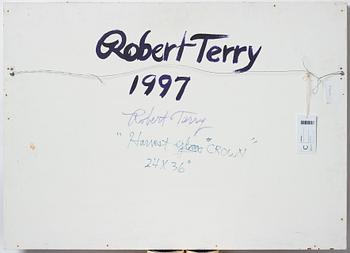 Robert Terry
1997
Robert Terry
"Harvest "CROWN"
24 X 36"